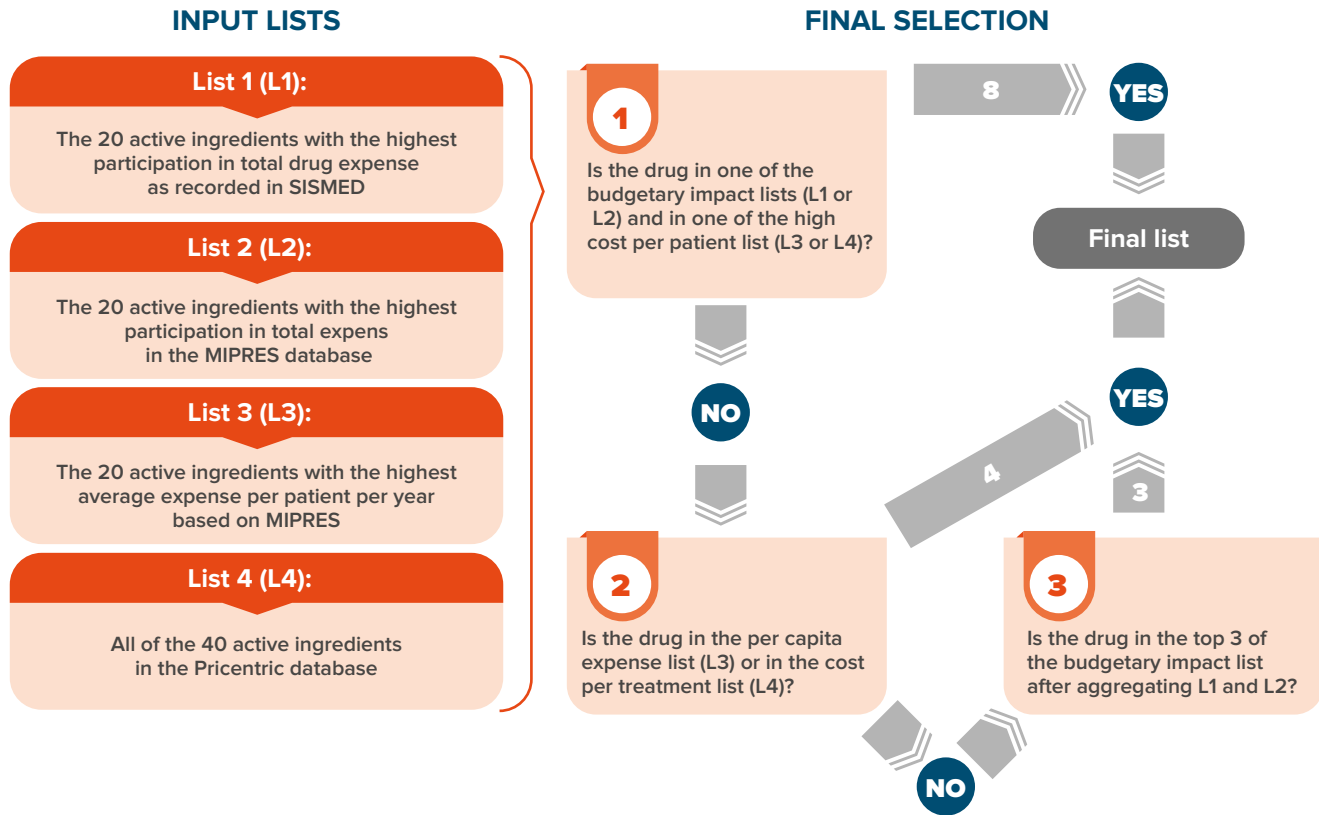 INPUT LISTS
List 1 (L1):
The 20 active ingredients with the highest
participation in total drug expense
as recorded in SISMED
List 2 (L2):
The 20 active ingredients with the highest
participation in total expens
in the MIPRES database
List 3 (L3):
The 20 active ingredients with the highest
average expense per patient per year
based on MIPRES
List 4 (L4):
All of the 40 active ingredients
in the Pricentric database
FINAL SELECTION
1
Is the drug in one of the
budgetary impact lists (L1 or
L2) and in one of the high
cost per patient list (L3 or L4)?
8
YES
Final list
NO
YES
4
3
2
Is the drug in the per capita
expense list (L3) or in the cost
per treatment list (L4)?
3
Is the drug in the top 3 of
the budgetary impact list
after aggregating L1 and L2?
NO